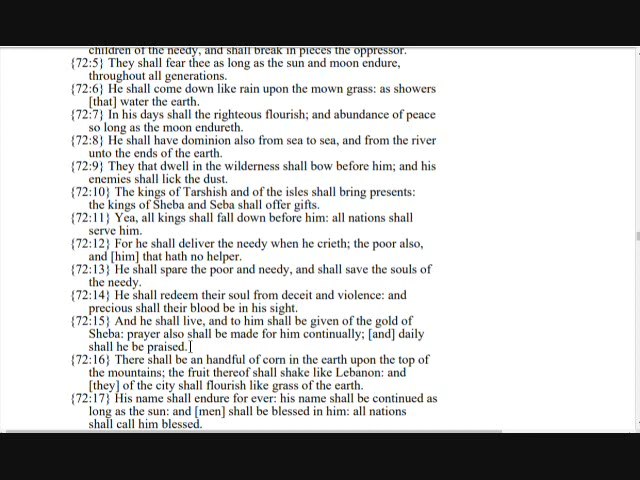 children of the needy, and shall break in pieces the oppressor.
{72:5} They shall fear thee as long as the sun and moon endure,
throughout all generations.
{72:6} He shall come down like rain upon the mown grass: as showers
[that] water the earth.
{72:7} In his days shall the righteous flourish; and abundance of peace
so long as the moon endureth.
{72:8} He shall have dominion also from sea to sea, and from the river
unto the ends of the earth.
{72:9} They that dwell in the wilderness shall bow before him; and his
enemies shall lick the dust.
{72:10} The kings of Tarshish and of the isles shall bring presents:
the kings of Sheba and Seba shall offer gifts.
{72:11} Yea, all kings shall fall down before him: all nations shall
serve him.
{72:12} For he shall deliver the needy when he crieth; the poor also,
and [him] that hath no helper.
{72:13} He shall spare the poor and needy, and shall save the souls of
the needy.
{72:14} He shall redeem their soul from deceit and violence: and
precious shall their blood be in his sight.
{72:15} And he shall live, and to him shall be given of the gold of
Sheba: prayer also shall be made for him continually; [and] daily
shall he be praised.
{72:16} There shall be an handful of corn in the earth upon the top of
the mountains; the fruit thereof shall shake like Lebanon: and
[they] of the city shall flourish like grass of the earth.
{72:17} His name shall endure for ever: his name shall be continued as
long as the sun: and [men] shall be blessed in him: all nations
shall call him blessed.